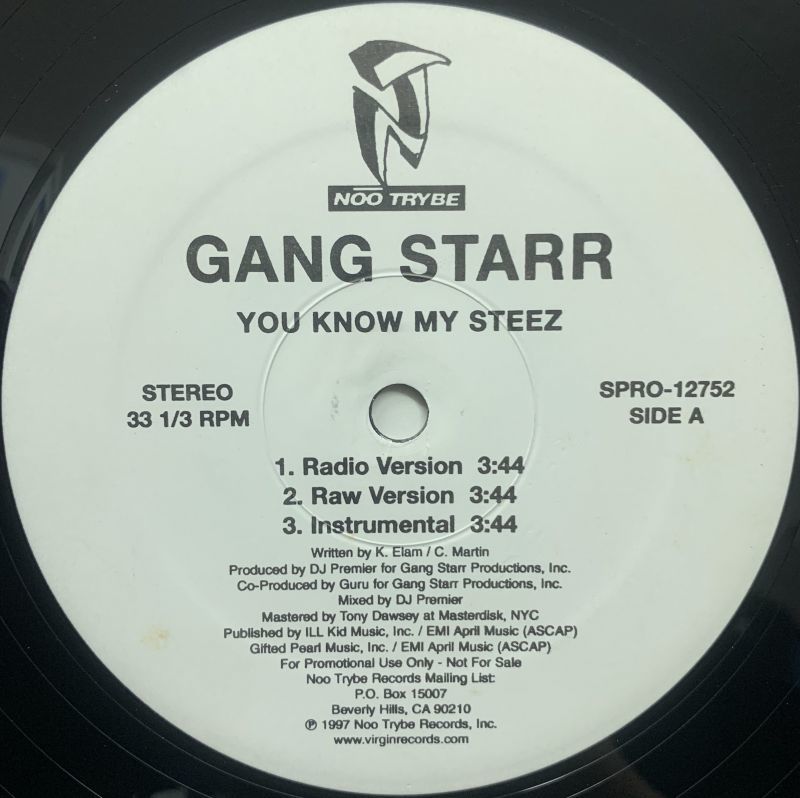 NOO TRYBE
GANG STARR
YOU KNOW MY STEEZ
STEREO
33 1/3 RPM
SPRO-12752
SIDE A
1. Radio Version 3:44
2. Raw Version 3:44
3. Instrumental 3:44
Written by K. Elam / C. Martin
Produced by DJ Premier for Gang Starr Productions, Inc.
Co-Produced by Guru for Gang Starr Productions, Inc.
Mixed by DJ Premier
Mastered by Tony Dawsey at Masterdisk, NYC
Published by ILL Kid Music, Inc. / EMI April Music (ASCAP)
Gifted Pearl Music, Inc. / EMI April Music (ASCAP)
For Promotional Use Only - Not For Sale
Noo Trybe Records Mailing List:
P.O. Box 15007
Beverly Hills, CA 90210
℗ 1997 Noo Trybe Records, Inc.
www.virginrecords.com